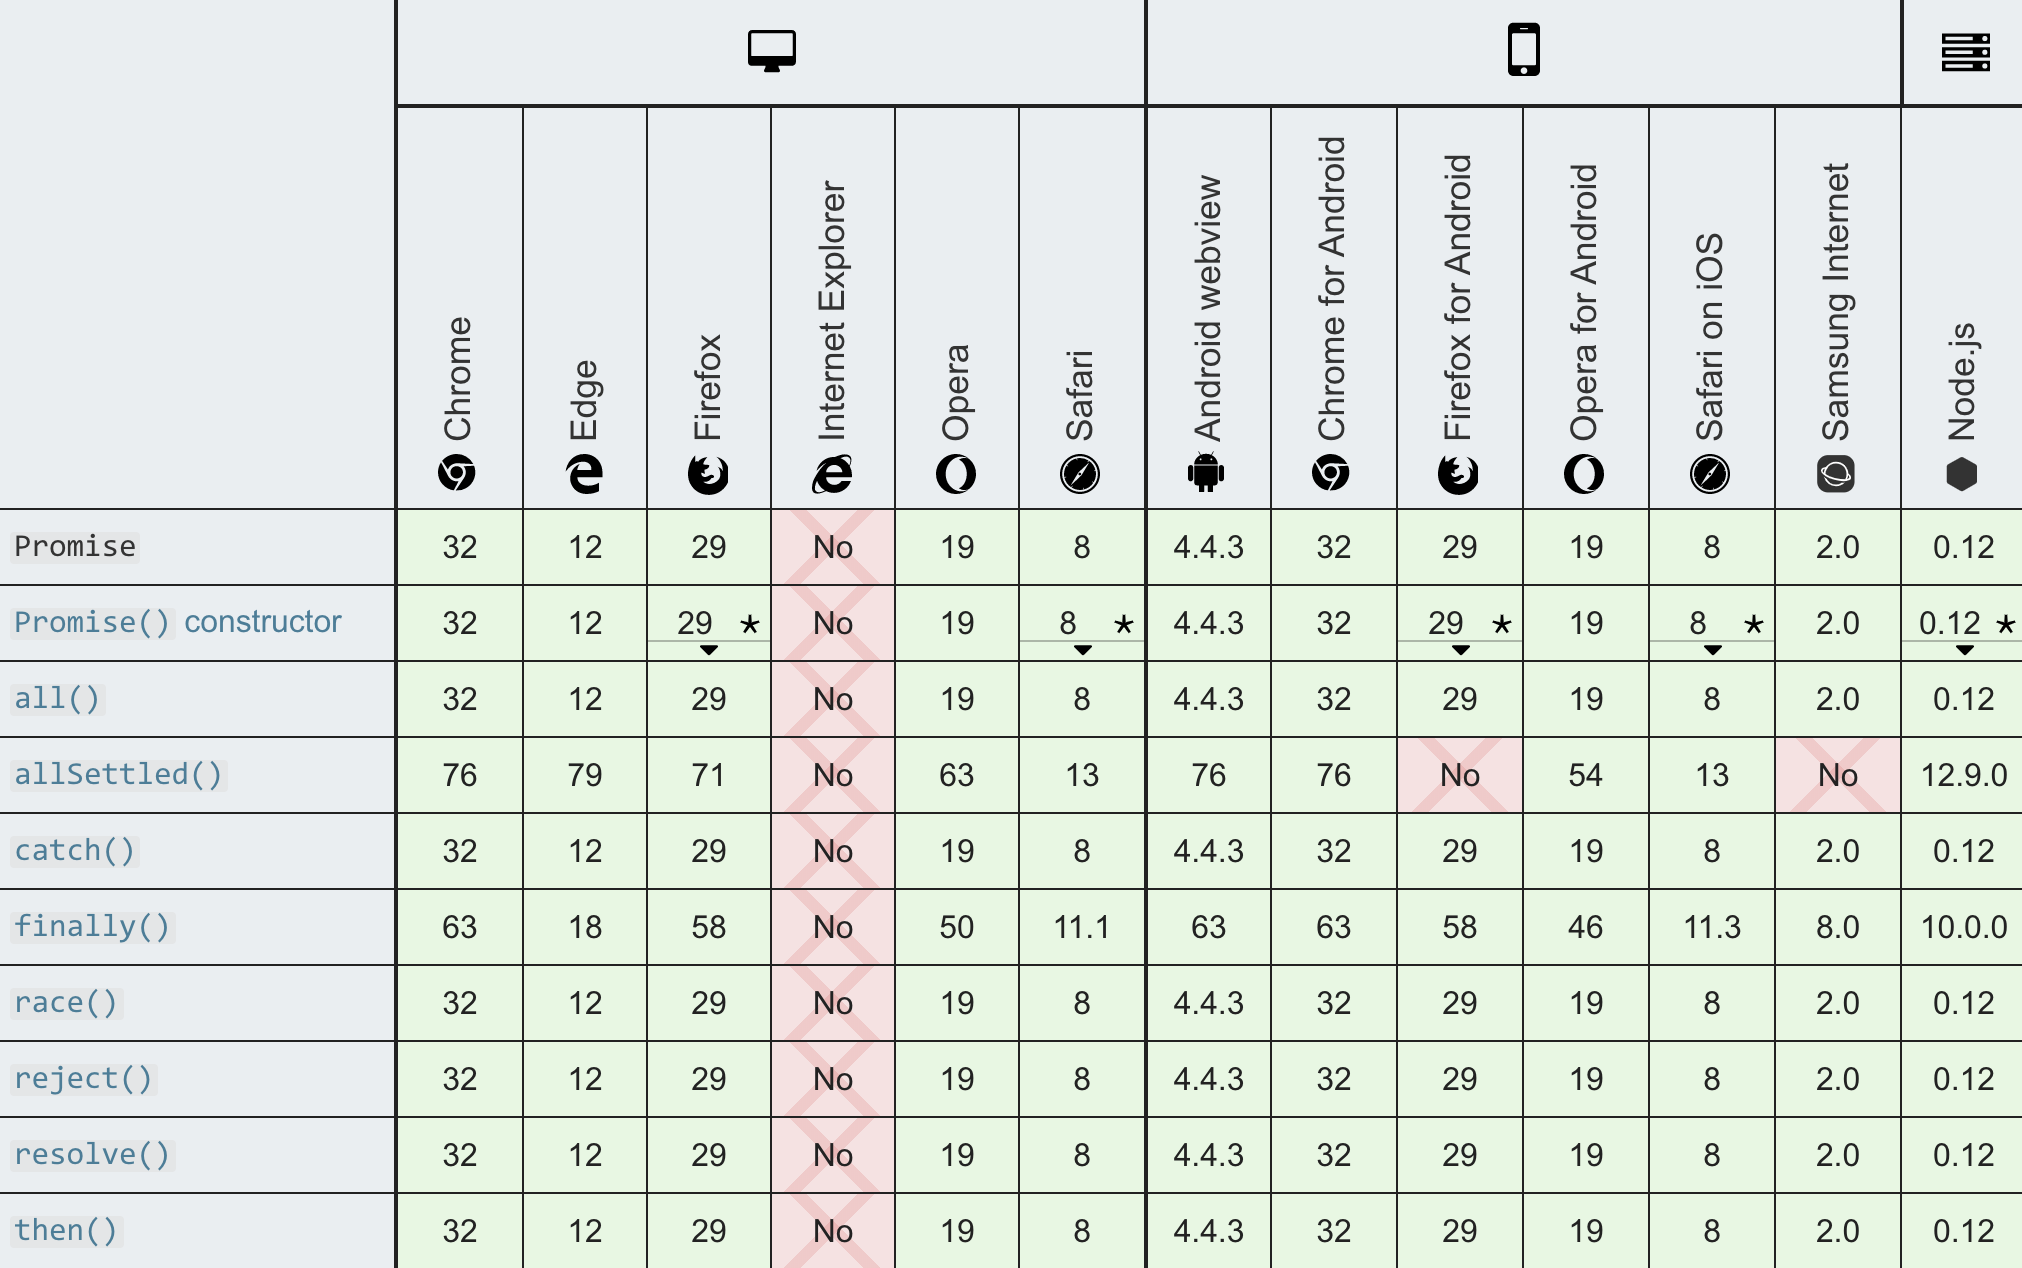 Chrome
Edge
Firefox
Internet Explorer
Opera
Safari
Android webview
Chrome for Android
Firefox for Android
Opera for Android
Safari on iOS
Samsung Internet
Node.js
Promise 32 12 29 No 19 8 4.4.3 32 29 19 8 2.0 0.12
Promise() constructor 32 12 29 * No 19 8 * 4.4.3 32 29 * 19 8 * 2.0 0.12 *
all() 32 12 29 No 19 8 4.4.3 32 29 19 8 2.0 0.12
allSettled() 76 79 71 No 63 13 76 76 No 54 13 No 12.9.0
catch() 32 12 29 No 19 8 4.4.3 32 29 19 8 2.0 0.12
finally() 63 18 58 No 50 11.1 63 63 58 46 11.3 8.0 10.0.0
race() 32 12 29 No 19 8 4.4.3 32 29 19 8 2.0 0.12
reject() 32 12 29 No 19 8 4.4.3 32 29 19 8 2.0 0.12
resolve() 32 12 29 No 19 8 4.4.3 32 29 19 8 2.0 0.12
then() 32 12 29 No 19 8 4.4.3 32 29 19 8 2.0 0.12